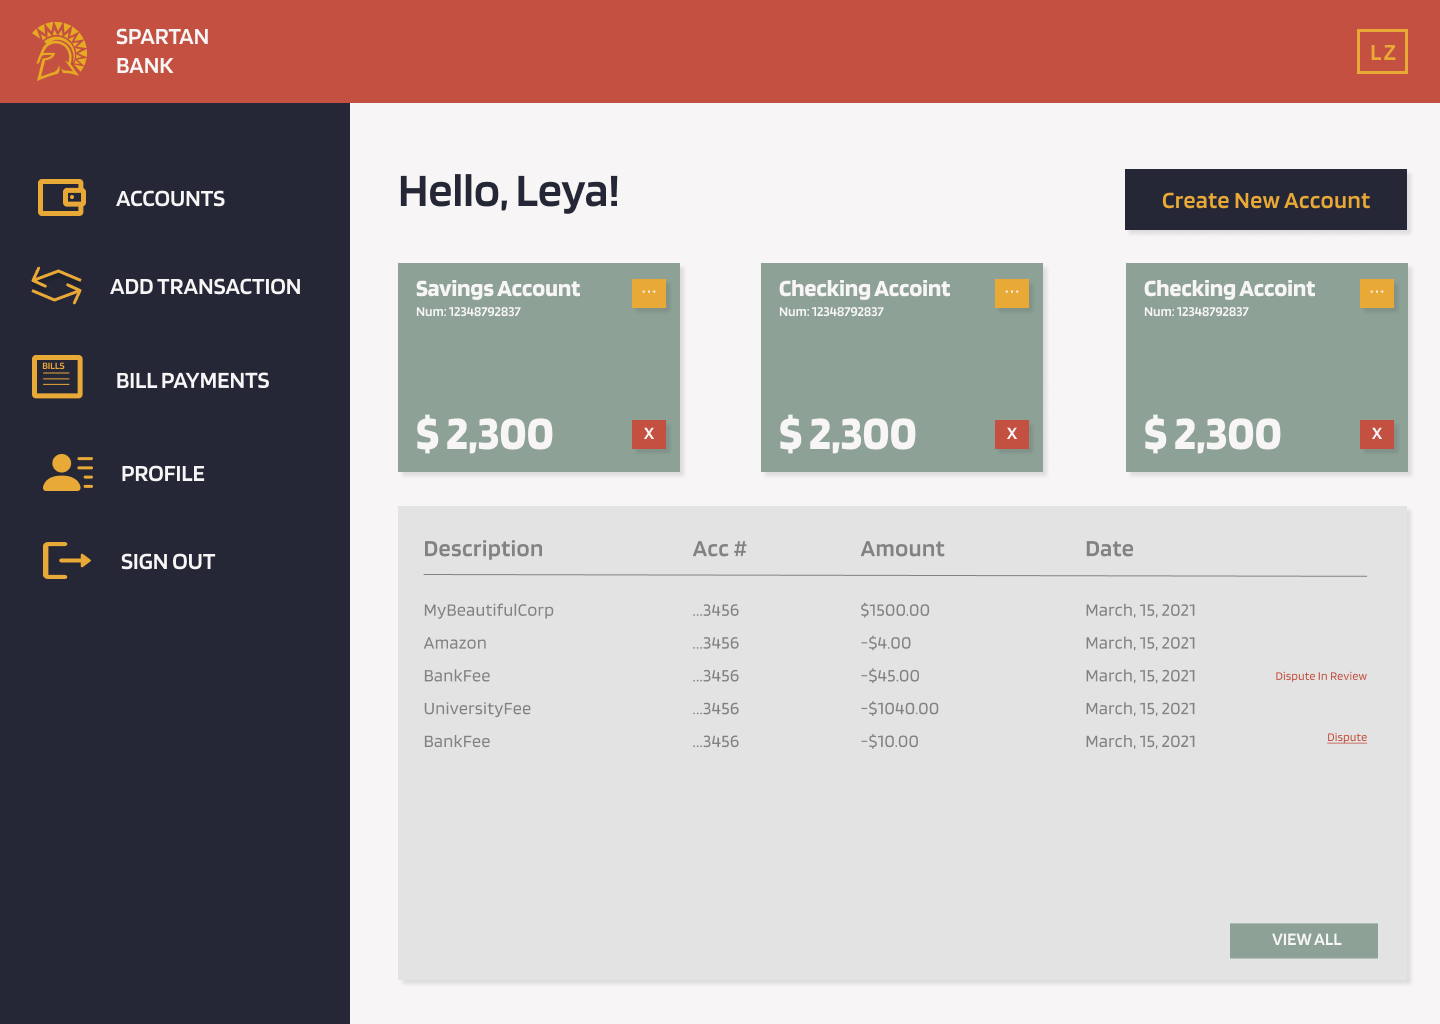 SPARTAN
BANK
LZ
ACCOUNTS
ADD TRANSACTION
BILLS
BILL PAYMENTS
PROFILE
SIGN OUT
Hello, Leya!
Create New Account
Savings Account
...
Num: 12348792837
$ 2,300
X
Checking Accoint
...
Num: 12348792837
$ 2,300
X
Checking Accoint
...
Num: 12348792837
$ 2,300
X
Description Acc # Amount Date
MyBeautifulCorp ...3456 $1500.00 March, 15, 2021
Amazon ...3456 -$4.00 March, 15, 2021
BankFee ...3456 -$45.00 March, 15, 2021 Dispute In Review
UniversityFee ...3456 -$1040.00 March, 15, 2021
BankFee ...3456 -$10.00 March, 15, 2021 Dispute
VIEW ALL